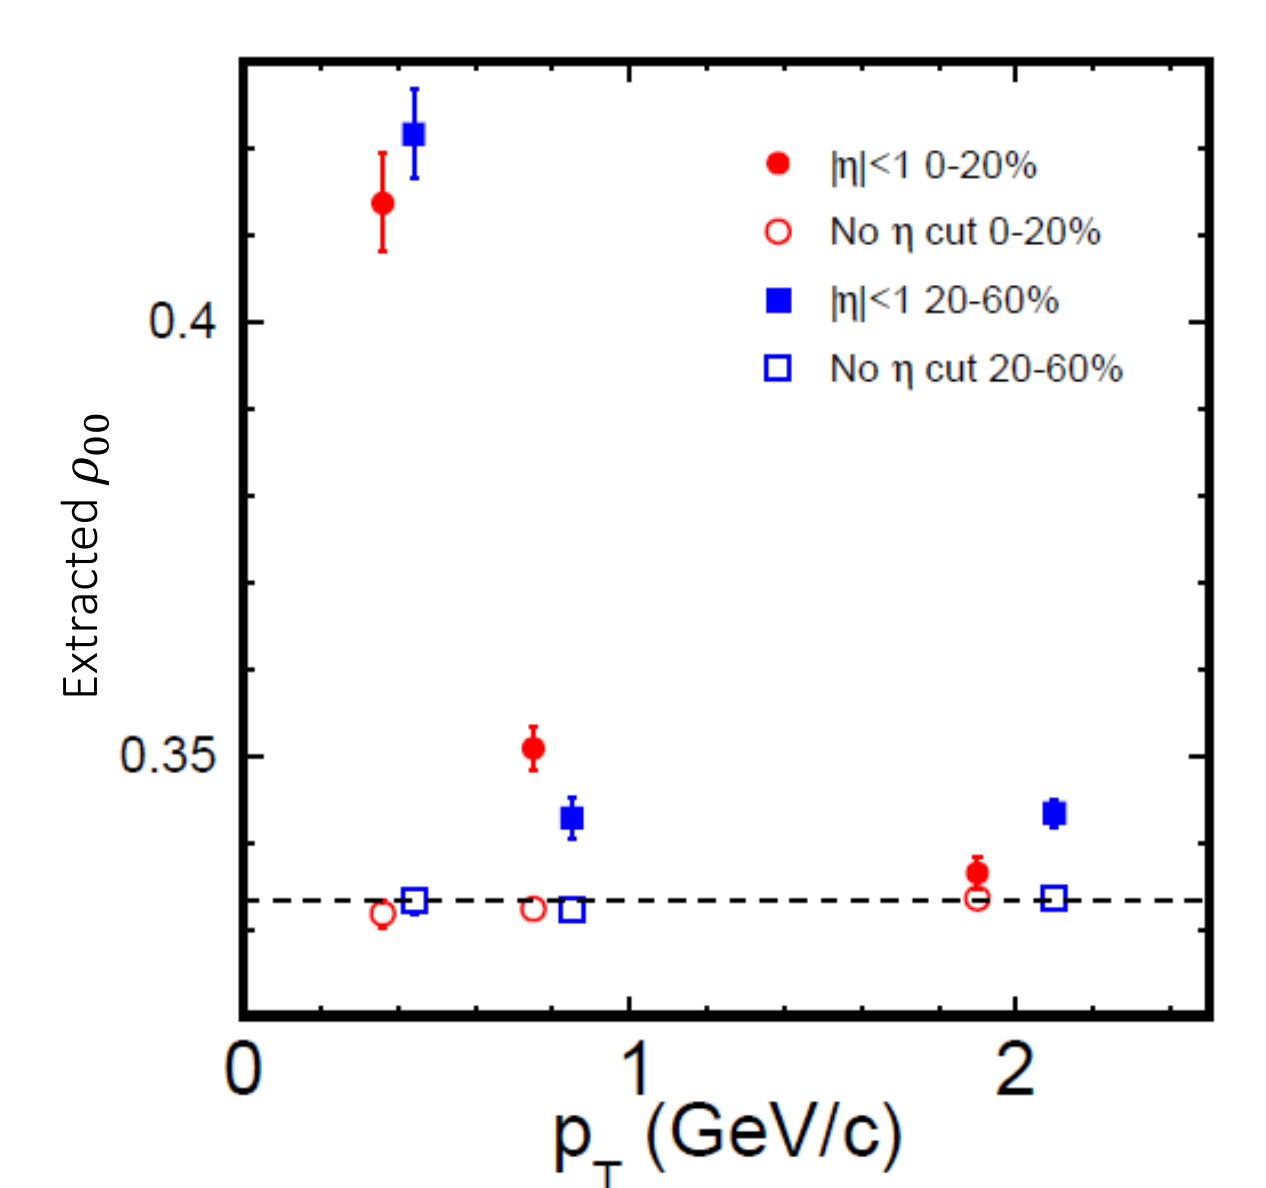 |η|<1 0-20%
No η cut 0-20%
|η|<1 20-60%
No η cut 20-60%
0.4
0.35
Extracted ρ₀₀
0 1 2
p_T (GeV/c)